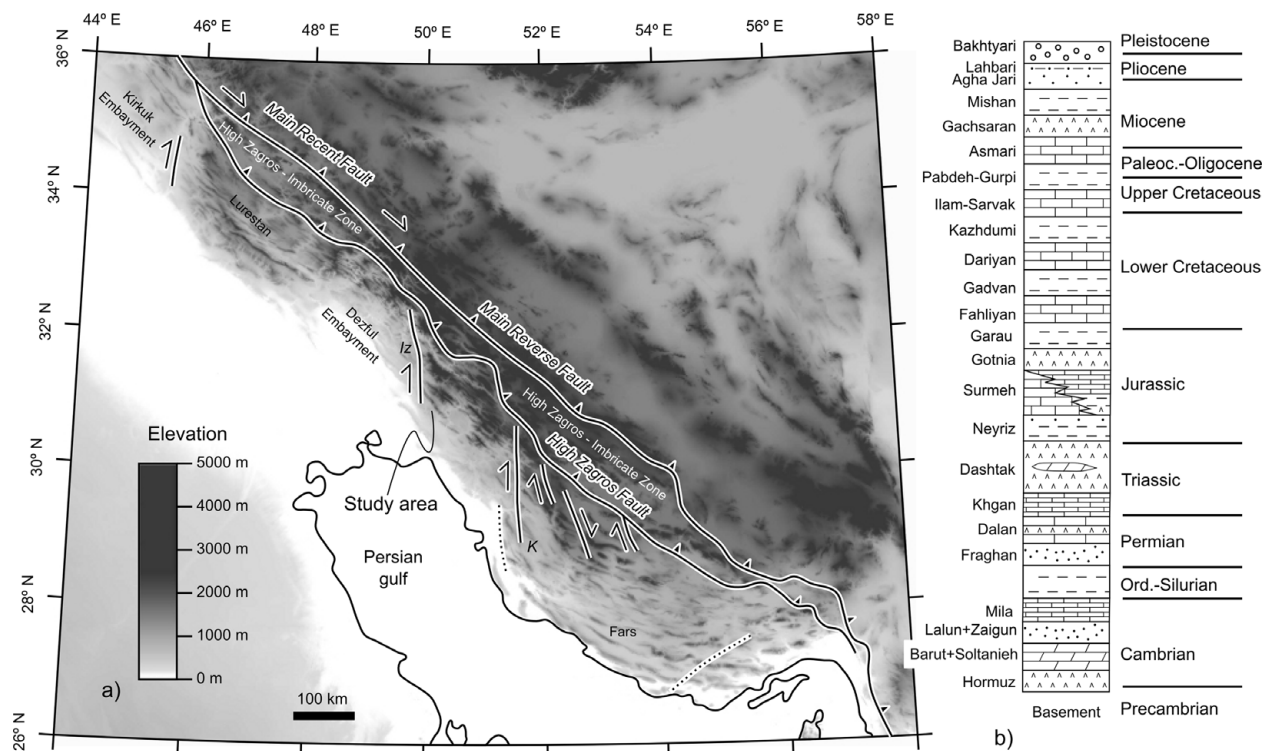 44º E
46º E
48º E
50º E
52º E
54º E
56º E
58º E
36º N
34º N
32º N
30º N
28º N
26º N
Kirkuk
Embayment
Main Recent Fault
High Zagros - Imbricate Zone
Lurestan
Dezful
Embayment
Iz
Main Reverse Fault
High Zagros - Imbricate Zone
High Zagros Fault
Elevation
5000 m
4000 m
3000 m
2000 m
1000 m
0 m
Study area
Persian
gulf
K
Fars
a)
100 km
Bakhtyari
Lahbari
Agha Jari
Mishan
Gachsaran
Asmari
Pabdeh-Gurpi
Ilam-Sarvak
Kazhdumi
Dariyan
Gadvan
Fahliyan
Garau
Gotnia
Surmeh
Neyriz
Dashtak
Khgan
Dalan
Fraghan
Mila
Lalun+Zaigun
Barut+Soltanieh
Hormuz
Basement
Pleistocene
Pliocene
Miocene
Paleoc.-Oligocene
Upper Cretaceous
Lower Cretaceous
Jurassic
Triassic
Permian
Ord.-Silurian
Cambrian
Precambrian
b)